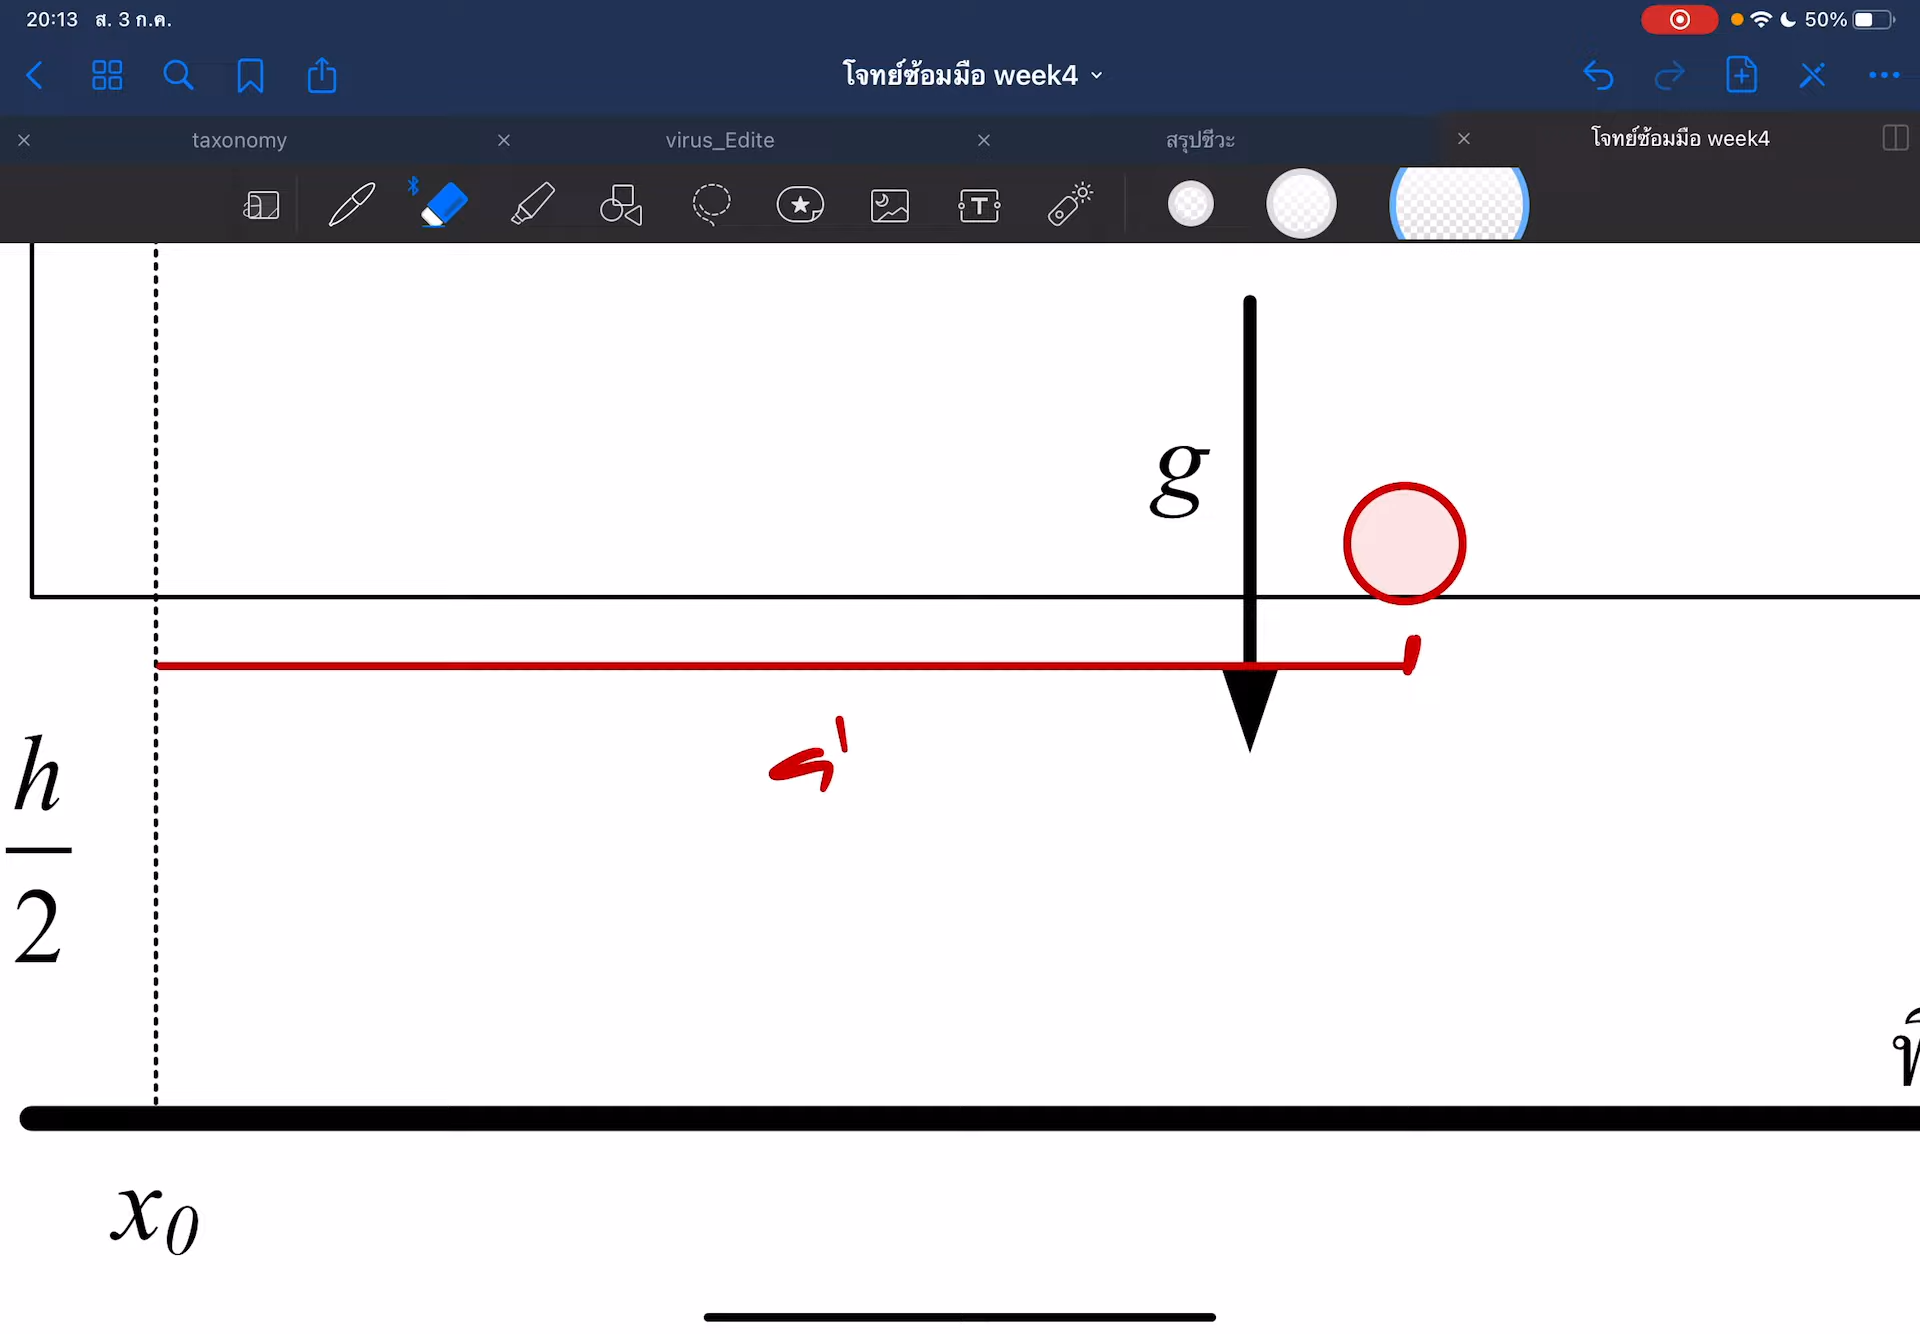 20:13 ส. 3 ก.ค.
50%
โจทย์ซ้อมมือ week4
taxonomy
virus_Edite
สรุปชีวะ
โจทย์ซ้อมมือ week4
T
g
h
2
x0